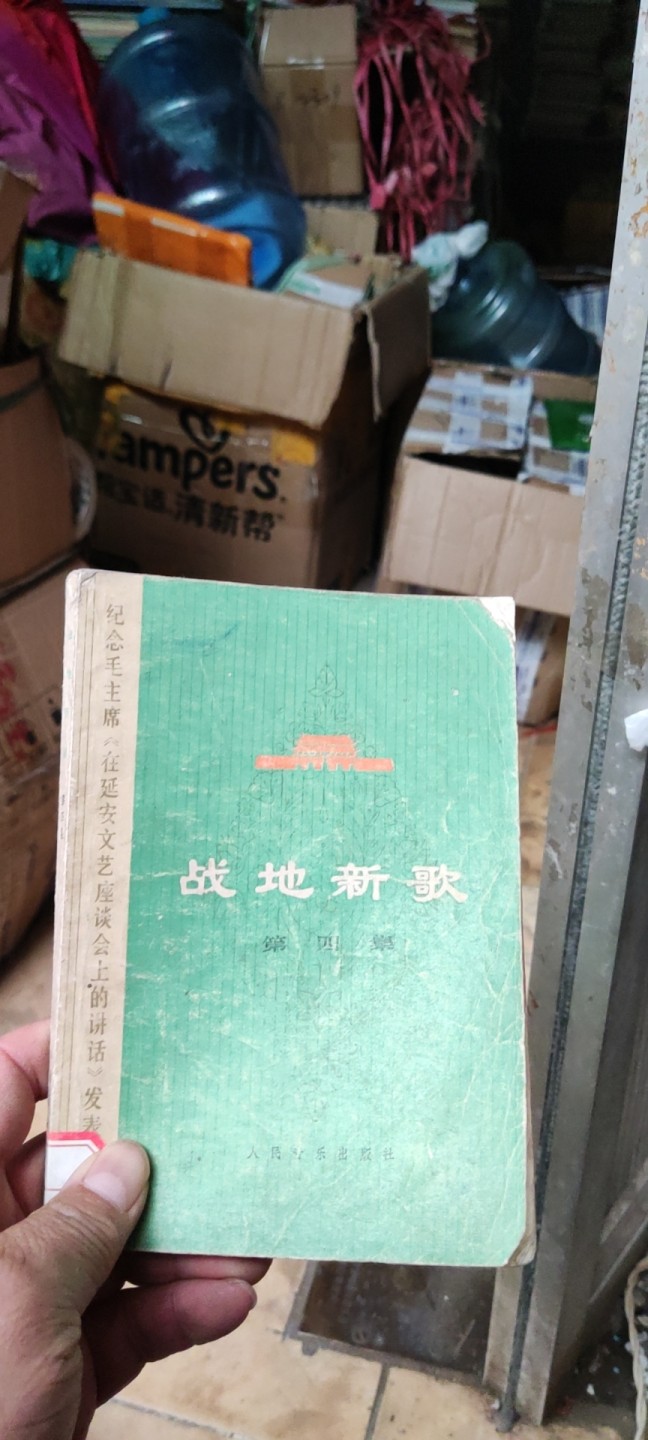 Pampers
清新帮
纪念毛主席《在延安文艺座谈会上的讲话》发表
战地新歌
第四集
人民音乐出版社